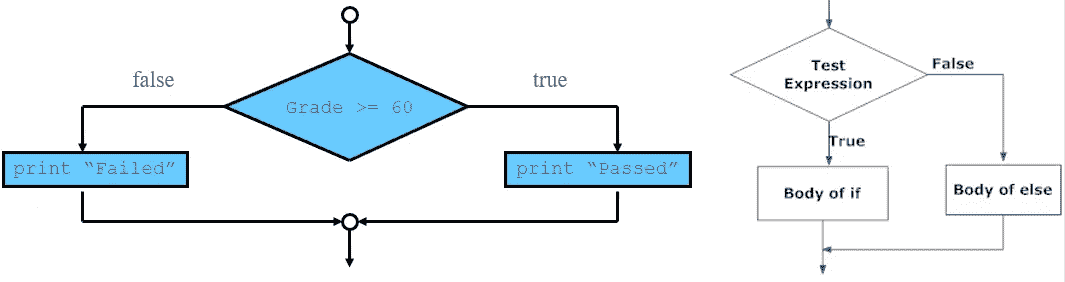 false
true
Grade >= 60
print “Failed”
print “Passed”
Test
Expression
False
True
Body of if
Body of else